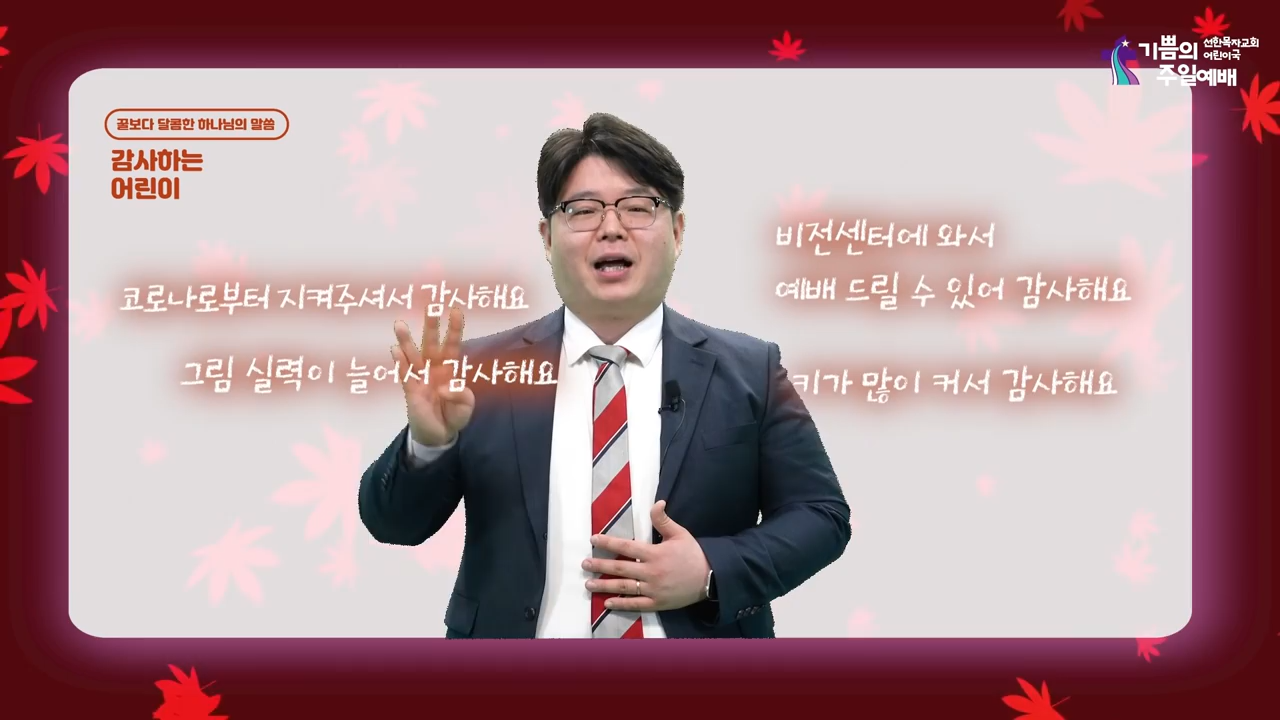 기쁨의
선한목자교회
어린이국
주일예배
꿀보다 달콤한 하나님의 말씀
감사하는
어린이
코로나로부터 지켜주셔서 감사해요
그림 실력이 늘어서 감사해요
비전센터에 와서
예배 드릴 수 있어 감사해요
키가 많이 커서 감사해요